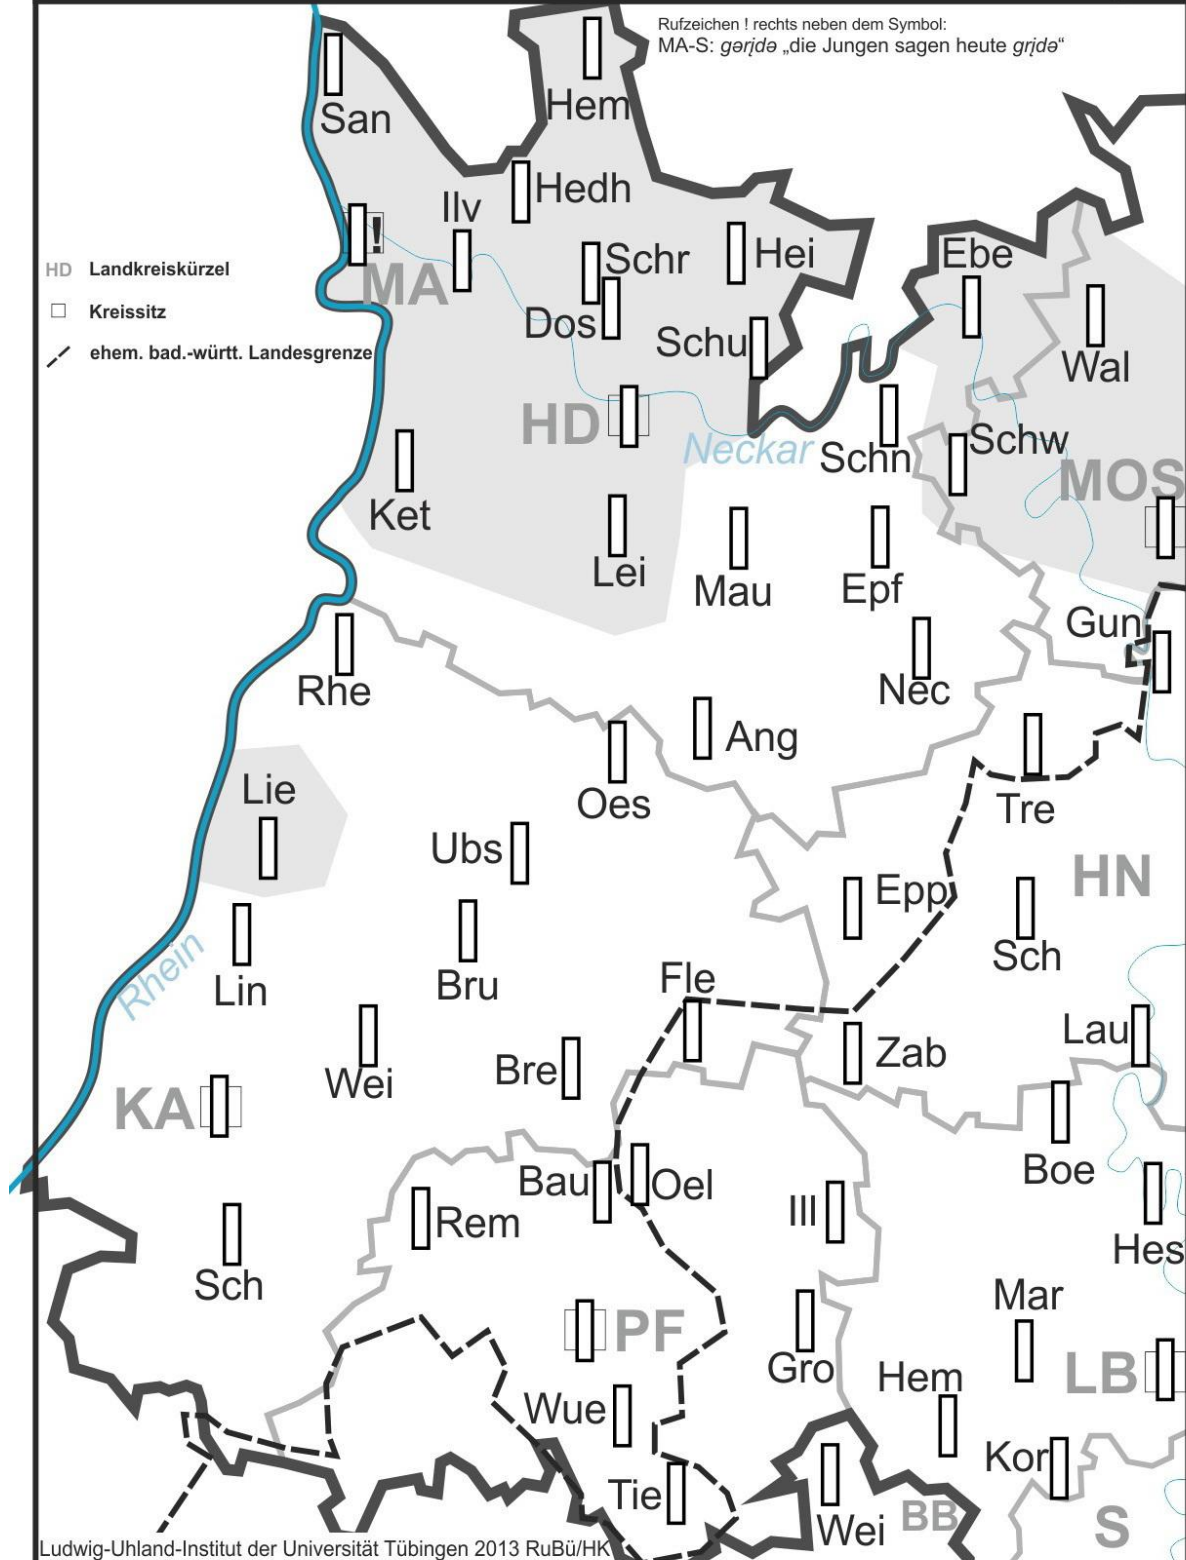 Rufzeichen ! rechts neben dem Symbol:
MA-S: gəri̜də „die Jungen sagen heute gri̜də“
San
Hem
Hedh
Ilv
!
MA
Schr
Hei
Ebe
HD Landkreiskürzel
Kreissitz
ehem. bad.-württ. Landesgrenze
Dos
Schu
Wal
HD
Neckar
Schn
Schw
MOS
Ket
Lei
Mau
Epf
Gun
Rhe
Nec
Ang
Lie
Oes
Tre
Ubs
Epp
HN
Rhein
Lin
Bru
Fle
Sch
Wei
Bre
Zab
Lau
KA
Bau
Oel
Boe
Rem
Ill
Hes
Sch
Mar
PF
Gro
Hem
LB
Wue
Kor
Tie
Wei
BB
S
Ludwig-Uhland-Institut der Universität Tübingen 2013 RuBü/HK